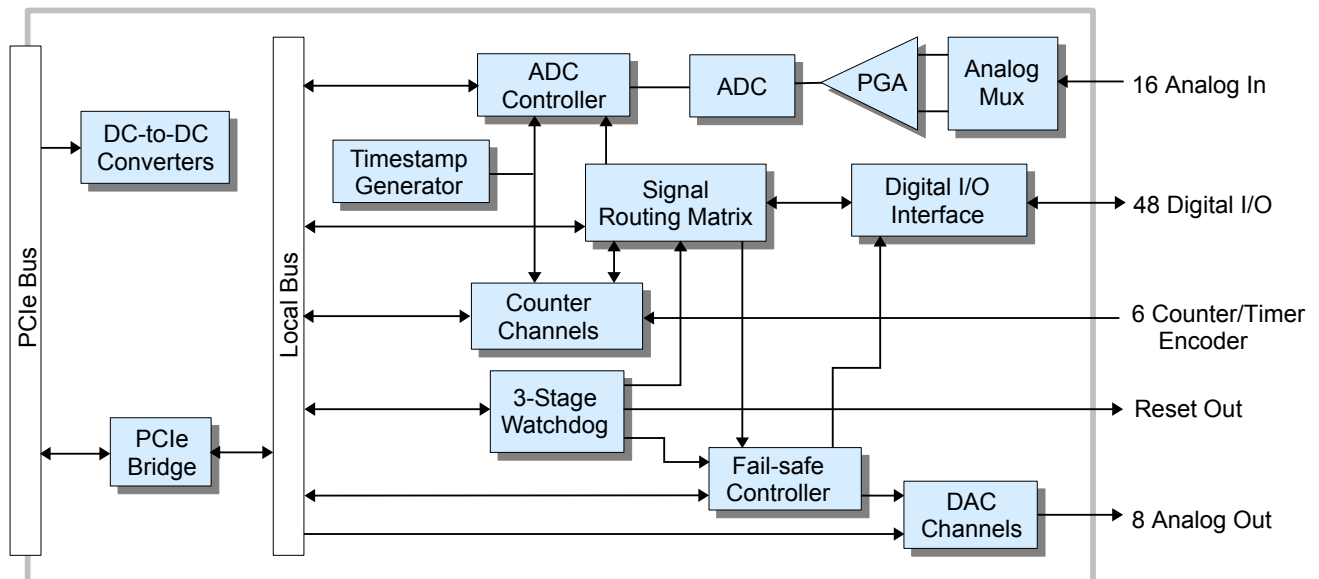 PCIe Bus
DC-to-DC
Converters
PCIe
Bridge
Local Bus
ADC
Controller
ADC
PGA
Analog
Mux
16 Analog In
Timestamp
Generator
Signal
Routing Matrix
Digital I/O
Interface
48 Digital I/O
Counter
Channels
6 Counter/Timer
Encoder
3-Stage
Watchdog
Reset Out
Fail-safe
Controller
DAC
Channels
8 Analog Out